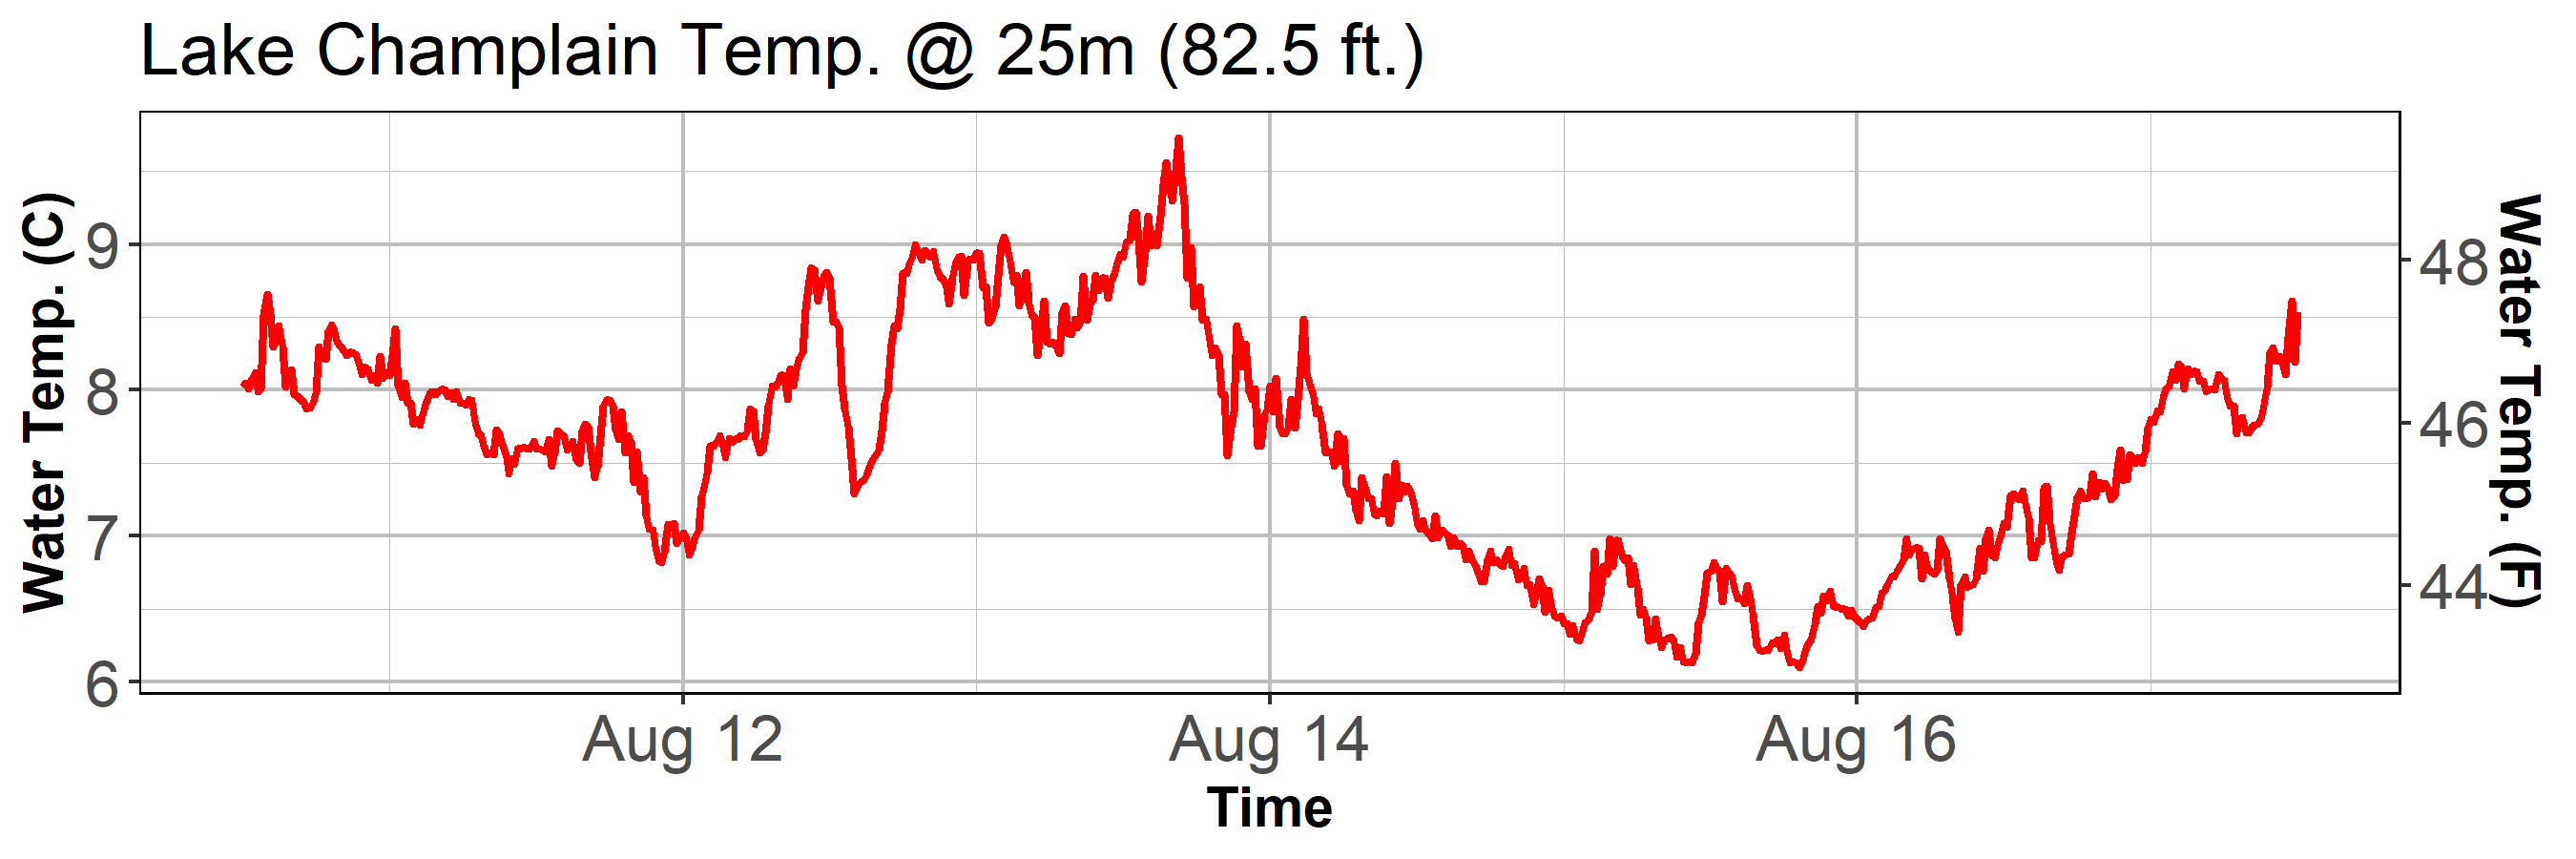 Lake Champlain Temp. @ 25m (82.5 ft.)
Water Temp. (C)
9
8
7
6
48
46
44
Water Temp. (F)
Aug 12
Aug 14
Aug 16
Time